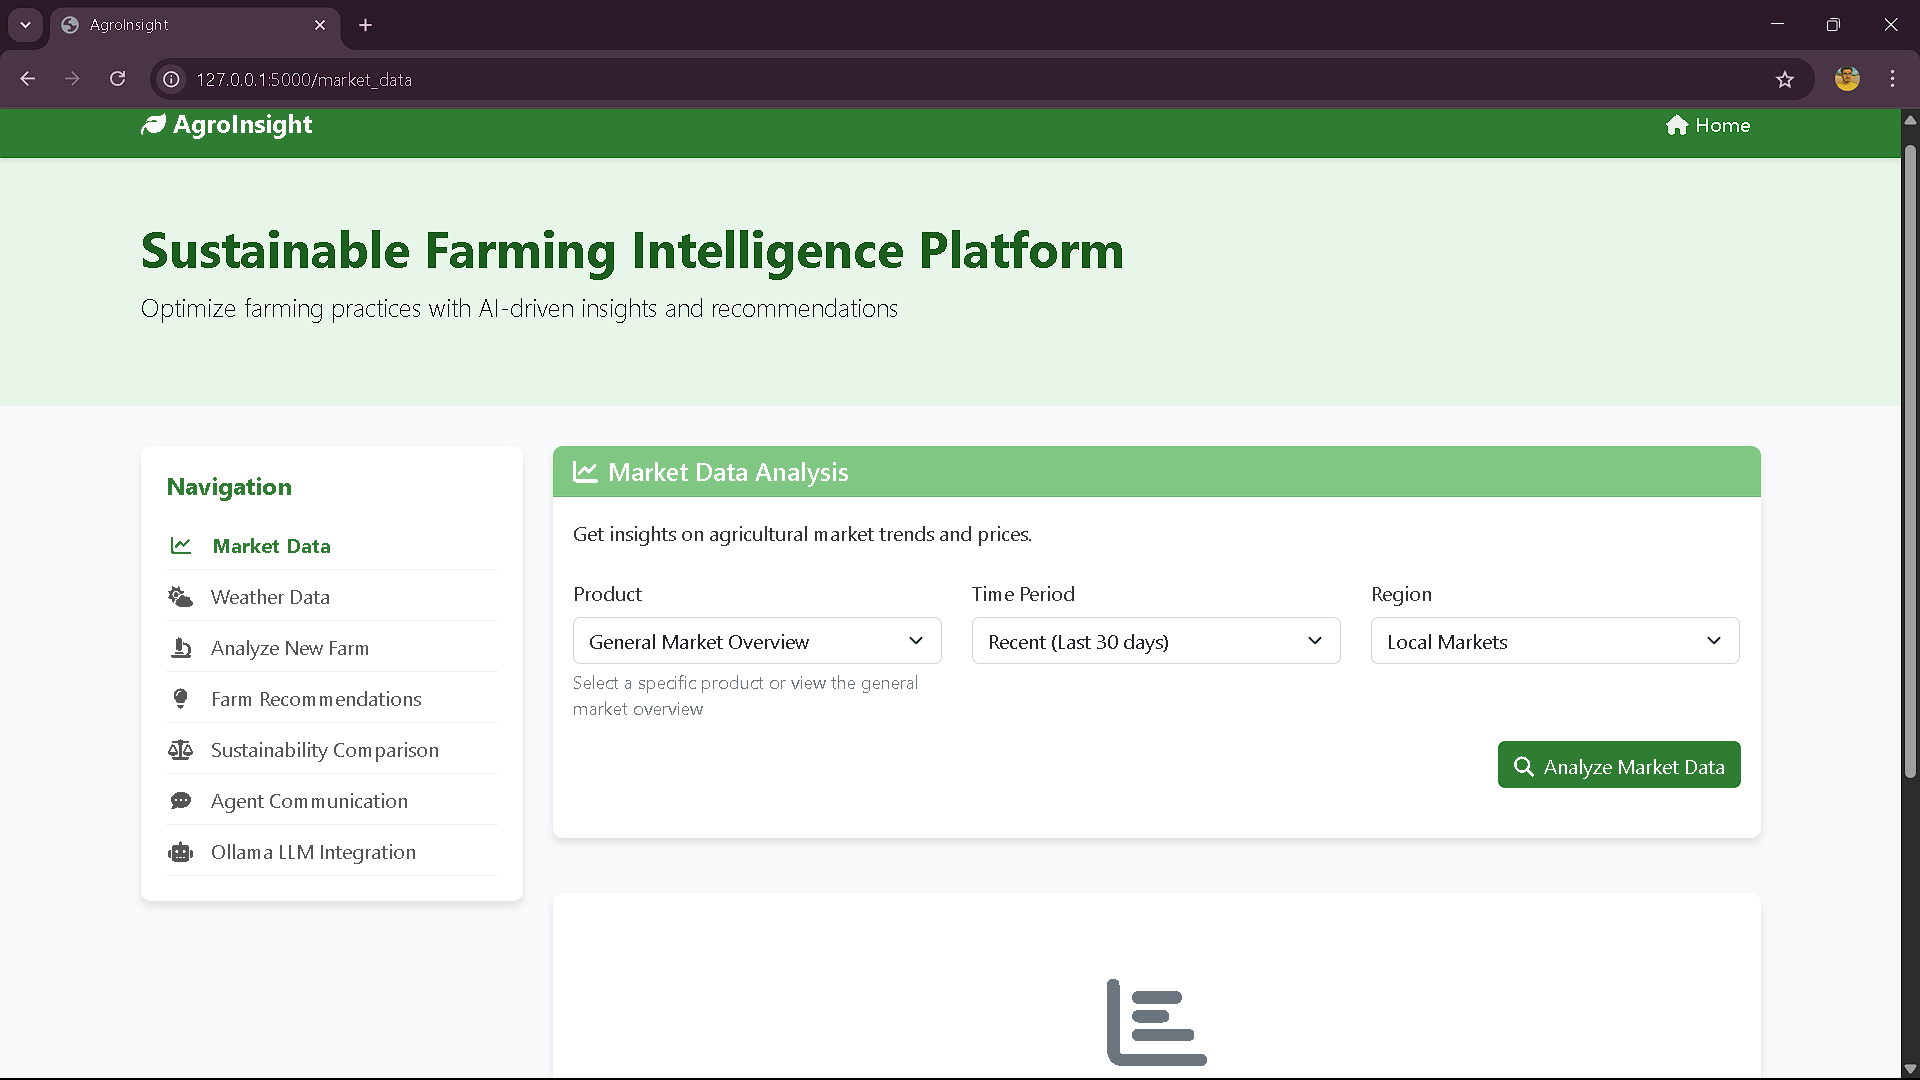 AgroInsight
127.0.0.1:5000/market_data
AgroInsight
Home
Sustainable Farming Intelligence Platform
Optimize farming practices with AI-driven insights and recommendations
Navigation
Market Data
Weather Data
Analyze New Farm
Farm Recommendations
Sustainability Comparison
Agent Communication
Ollama LLM Integration
Market Data Analysis
Get insights on agricultural market trends and prices.
Product
General Market Overview
Select a specific product or view the general
market overview
Time Period
Recent (Last 30 days)
Region
Local Markets
Analyze Market Data